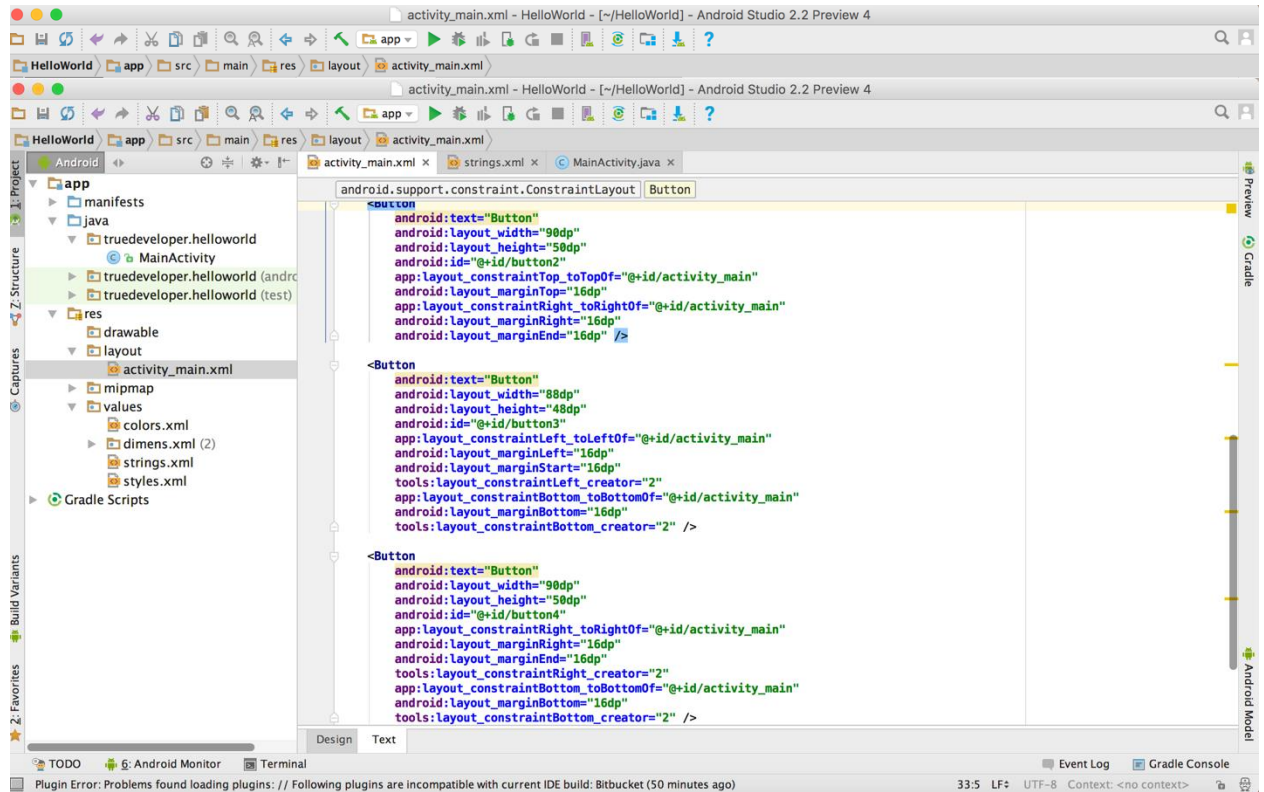 activity_main.xml - HelloWorld - [~/HelloWorld] - Android Studio 2.2 Preview 4
app
HelloWorld app src main res layout activity_main.xml
activity_main.xml - HelloWorld - [~/HelloWorld] - Android Studio 2.2 Preview 4
app
HelloWorld app src main res layout activity_main.xml
1: Project
Z: Structure
Captures
Build Variants
2: Favorites
Android
app
manifests
java
truedeveloper.helloworld
MainActivity
truedeveloper.helloworld (andro
truedeveloper.helloworld (test)
res
drawable
layout
activity_main.xml
mipmap
values
colors.xml
dimens.xml (2)
strings.xml
styles.xml
Gradle Scripts
activity_main.xml strings.xml MainActivity.java
android.support.constraint.ConstraintLayout Button
<Button
android:text="Button"
android:layout_width="90dp"
android:layout_height="50dp"
android:id="@+id/button2"
app:layout_constraintTop_toTopOf="@+id/activity_main"
android:layout_marginTop="16dp"
app:layout_constraintRight_toRightOf="@+id/activity_main"
android:layout_marginRight="16dp"
android:layout_marginEnd="16dp" />
<Button
android:text="Button"
android:layout_width="88dp"
android:layout_height="48dp"
android:id="@+id/button3"
app:layout_constraintLeft_toLeftOf="@+id/activity_main"
android:layout_marginLeft="16dp"
android:layout_marginStart="16dp"
tools:layout_constraintLeft_creator="2"
app:layout_constraintBottom_toBottomOf="@+id/activity_main"
android:layout_marginBottom="16dp"
tools:layout_constraintBottom_creator="2" />
<Button
android:text="Button"
android:layout_width="90dp"
android:layout_height="50dp"
android:id="@+id/button4"
app:layout_constraintRight_toRightOf="@+id/activity_main"
android:layout_marginRight="16dp"
android:layout_marginEnd="16dp"
tools:layout_constraintRight_creator="2"
app:layout_constraintBottom_toBottomOf="@+id/activity_main"
android:layout_marginBottom="16dp"
tools:layout_constraintBottom_creator="2" />
Design Text
Preview
Gradle
Android Model
TODO 6: Android Monitor Terminal Event Log Gradle Console
Plugin Error: Problems found loading plugins: // Following plugins are incompatible with current IDE build: Bitbucket (50 minutes ago) 33:5 LF UTF-8 Context: <no context>